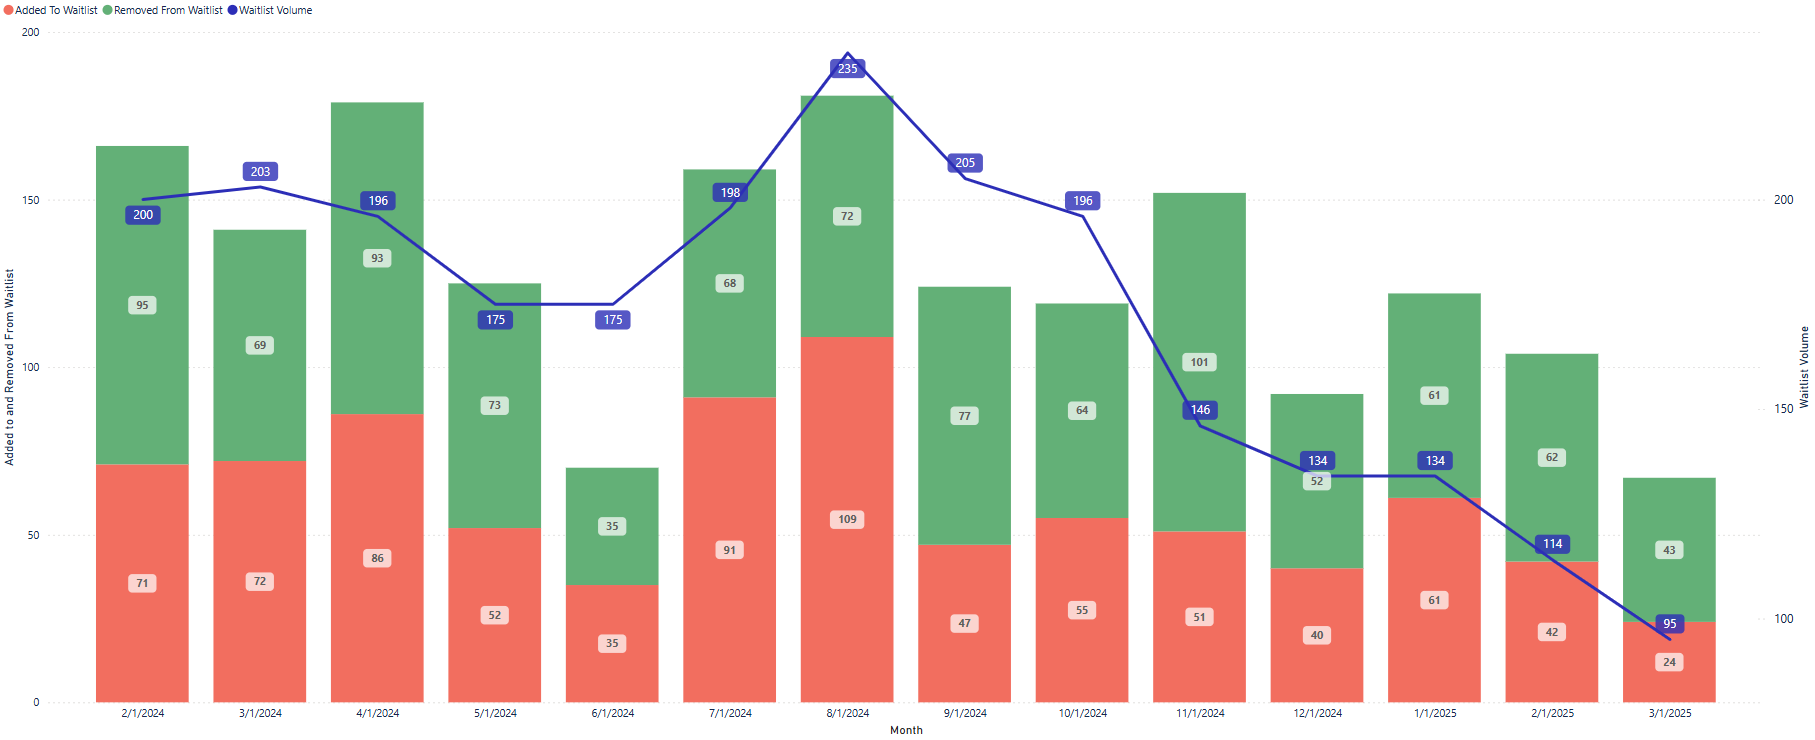 Added To Waitlist Removed From Waitlist Waitlist Volume
Added to and Removed From Waitlist
200
150
100
50
0
Waitlist Volume
200
150
100
200 203 196 175 175 198 235 205 196 146 134 134 114 95
95 69 93 73 35 68 72 77 64 101 52 61 62 43
71 72 86 52 35 91 109 47 55 51 40 61 42 24
2/1/2024 3/1/2024 4/1/2024 5/1/2024 6/1/2024 7/1/2024 8/1/2024 9/1/2024 10/1/2024 11/1/2024 12/1/2024 1/1/2025 2/1/2025 3/1/2025
Month